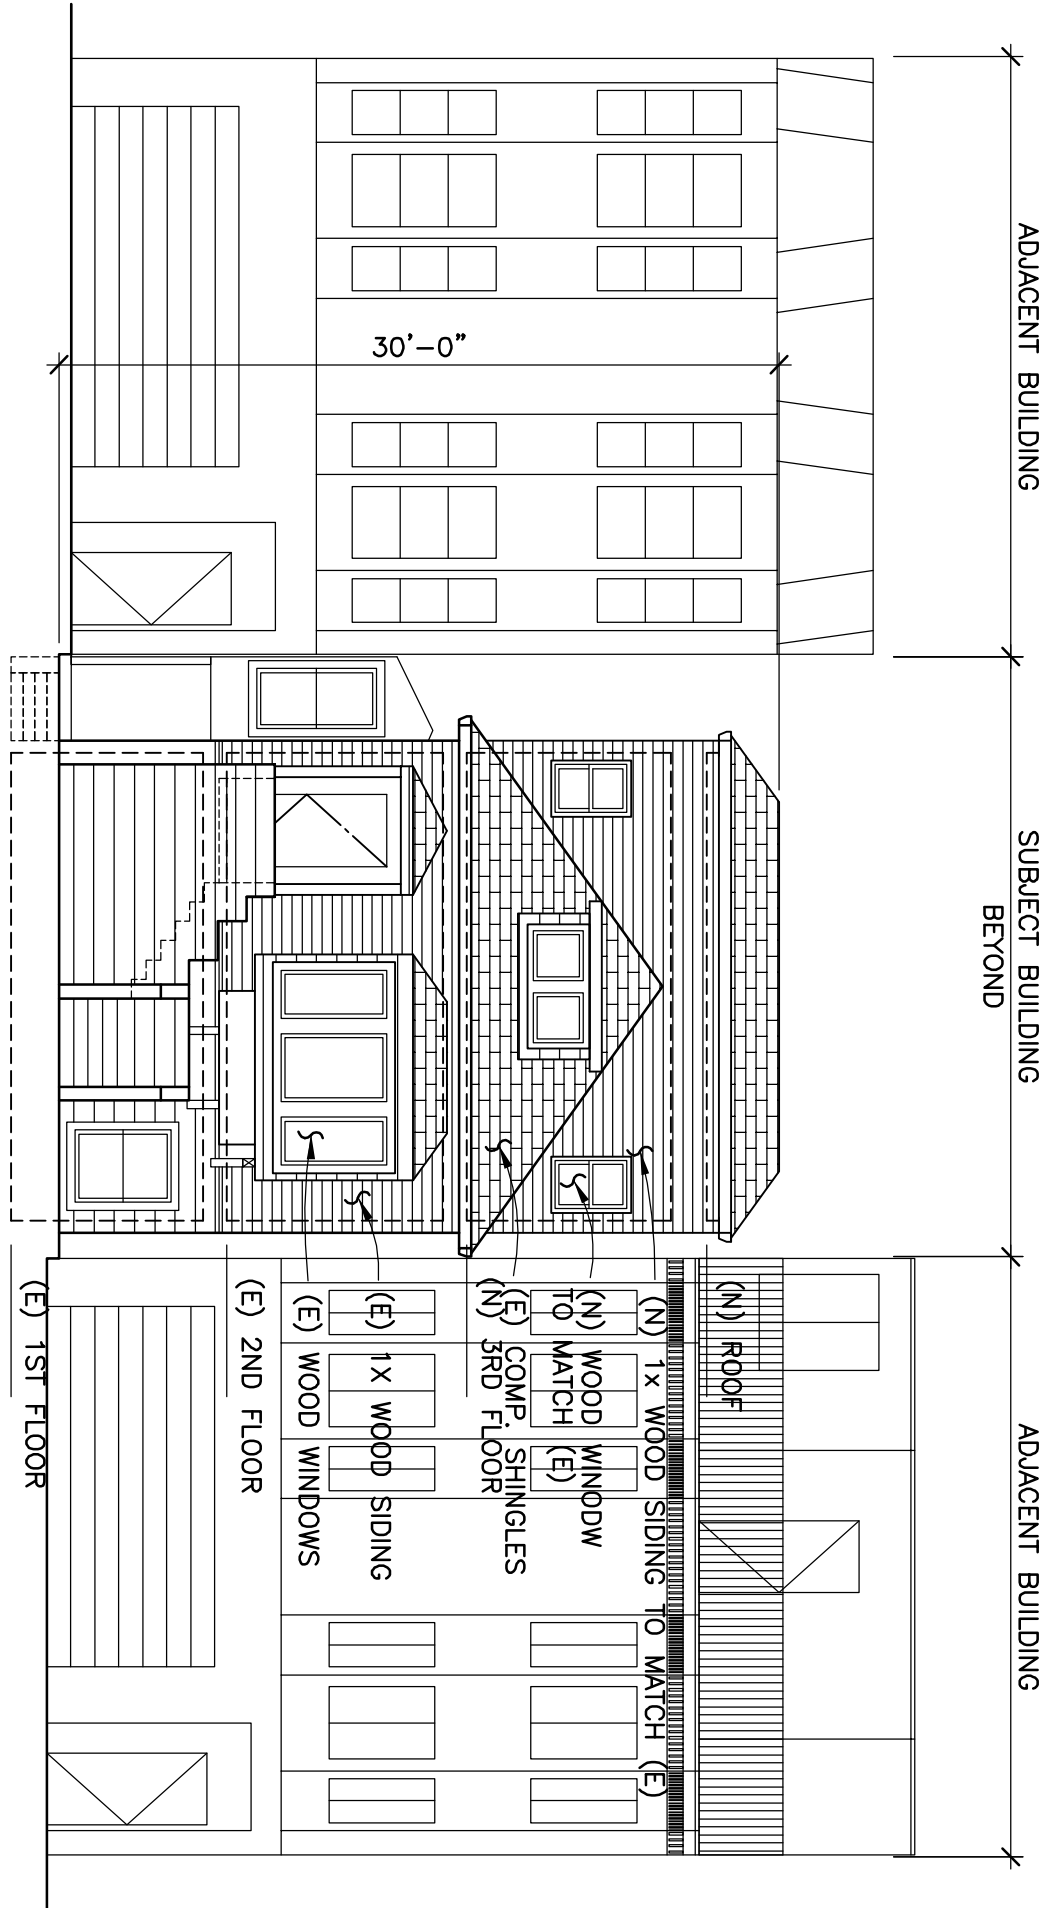 ADJACENT BUILDING
SUBJECT BUILDING
BEYOND
ADJACENT BUILDING
30'-0"
(N) ROOF
(N) 1x WOOD SIDING TO MATCH (E)
(N) WOOD WINODW
TO MATCH (E)
(E) COMP. SHINGLES
(N) 3RD FLOOR
(E) 1X WOOD SIDING
(E) WOOD WINDOWS
(E) 2ND FLOOR
(E) 1ST FLOOR